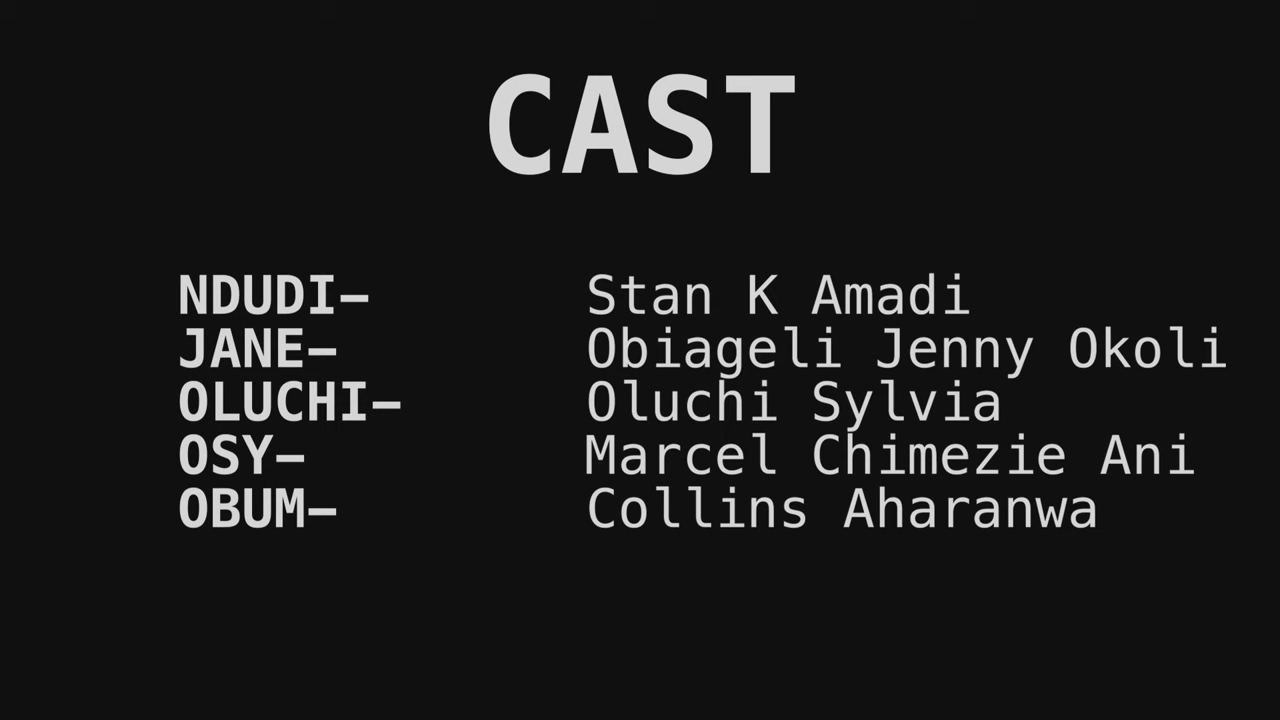 CAST
NDUDI- Stan K Amadi
JANE- Obiageli Jenny Okoli
OLUCHI- Oluchi Sylvia
OSY- Marcel Chimezie Ani
OBUM- Collins Aharanwa